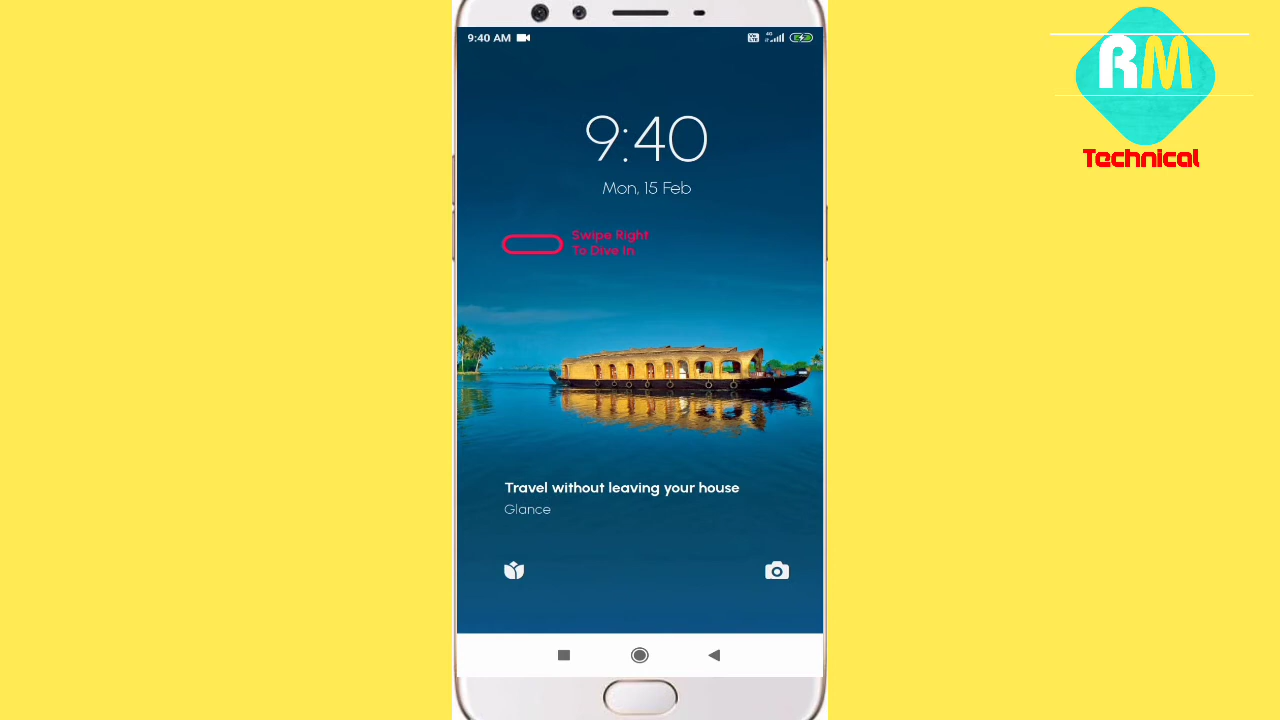 9:40 AM
4G
9:40
Mon, 15 Feb
Swipe Right
To Dive In
Travel without leaving your house
Glance
RM
Technical